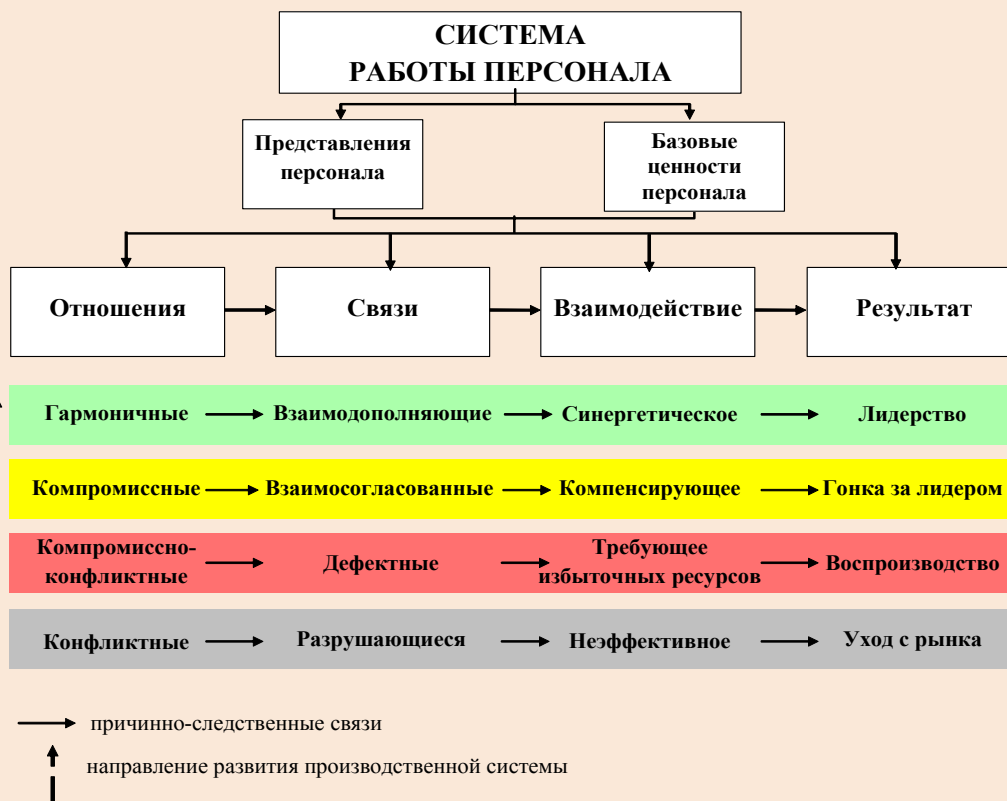 СИСТЕМА
РАБОТЫ ПЕРСОНАЛА
Представления
персонала
Базовые
ценности
персонала
Отношения
Связи
Взаимодействие
Результат
Гармоничные
Взаимодополняющие
Синергетическое
Лидерство
Компромиссные
Взаимосогласованные
Компенсирующее
Гонка за лидером
Компромиссно-
конфликтные
Дефектные
Требующее
избыточных ресурсов
Воспроизводство
Конфликтные
Разрушающиеся
Неэффективное
Уход с рынка
причинно-следственные связи
направление развития производственной системы